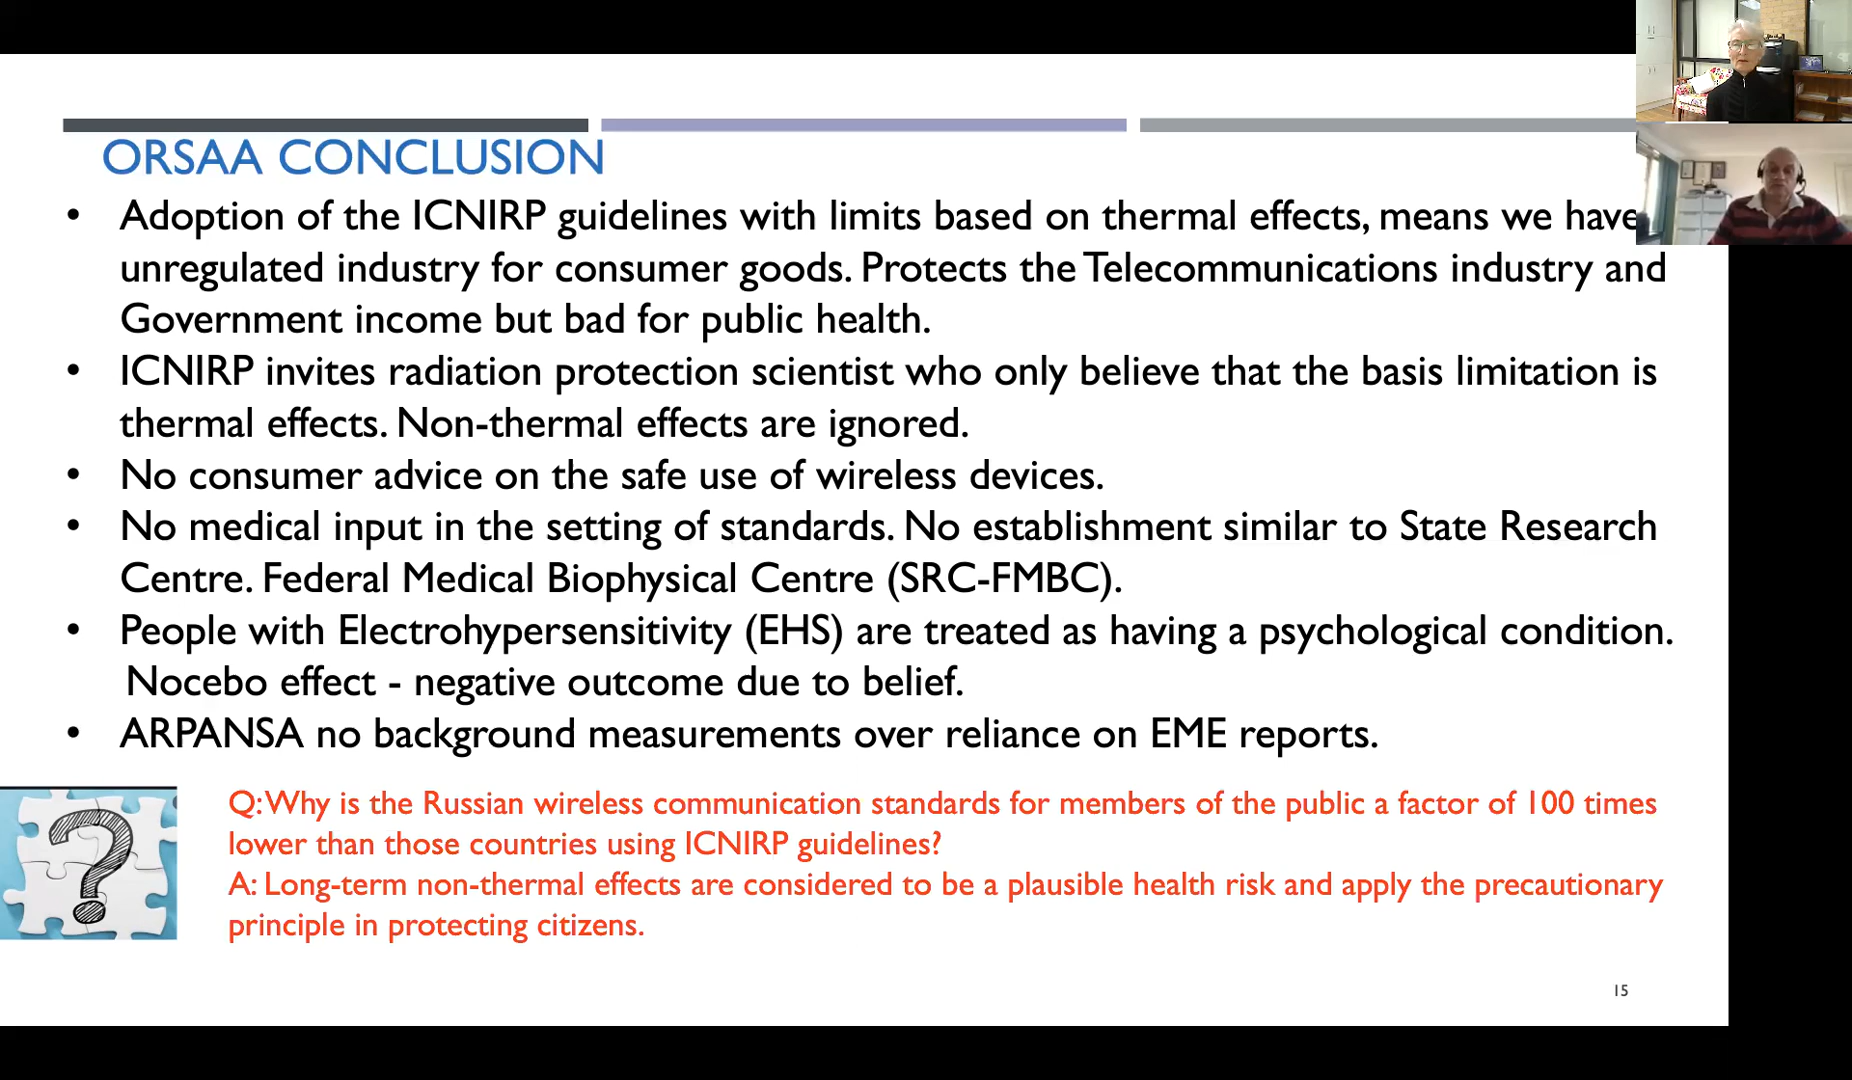 ORSAA CONCLUSION
• Adoption of the ICNIRP guidelines with limits based on thermal effects, means we have
unregulated industry for consumer goods. Protects the Telecommunications industry and
Government income but bad for public health.
• ICNIRP invites radiation protection scientist who only believe that the basis limitation is
thermal effects. Non-thermal effects are ignored.
• No consumer advice on the safe use of wireless devices.
• No medical input in the setting of standards. No establishment similar to State Research
Centre. Federal Medical Biophysical Centre (SRC-FMBC).
• People with Electrohypersensitivity (EHS) are treated as having a psychological condition.
Nocebo effect - negative outcome due to belief.
• ARPANSA no background measurements over reliance on EME reports.
?
Q: Why is the Russian wireless communication standards for members of the public a factor of 100 times
lower than those countries using ICNIRP guidelines?
A: Long-term non-thermal effects are considered to be a plausible health risk and apply the precautionary
principle in protecting citizens.
15